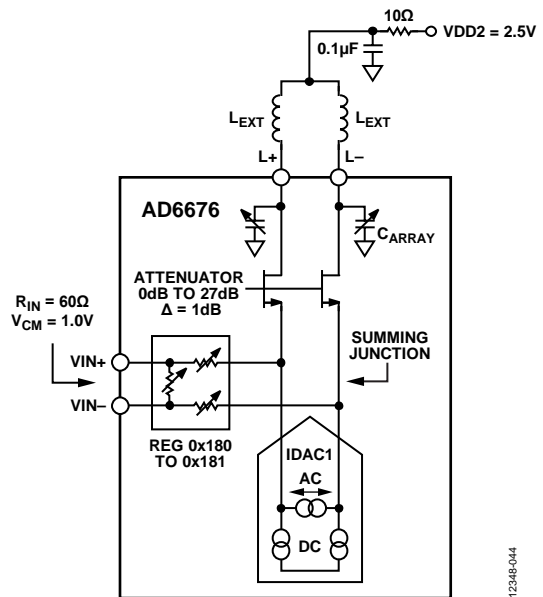 10Ω
VDD2 = 2.5V
0.1µF
LEXT
LEXT
L+
L–
AD6676
CARRAY
ATTENUATOR
0dB TO 27dB
Δ = 1dB
RIN = 60Ω
VCM = 1.0V
SUMMING
JUNCTION
VIN+
VIN–
REG 0x180
TO 0x181
IDAC1
AC
DC
12348-044